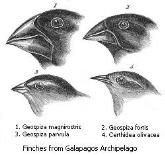 1. Geospiza magnirostris 2. Geospiza fortis
3. Geospiza parvula 4. Certhidea olivacea
Finches from Galapagos Archipelago